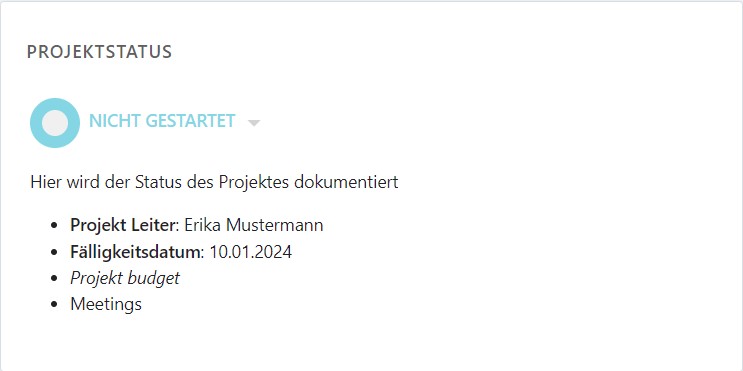 PROJEKTSTATUS
NICHT GESTARTET
Hier wird der Status des Projektes dokumentiert
Projekt Leiter: Erika Mustermann
Fälligkeitsdatum: 10.01.2024
Projekt budget
Meetings